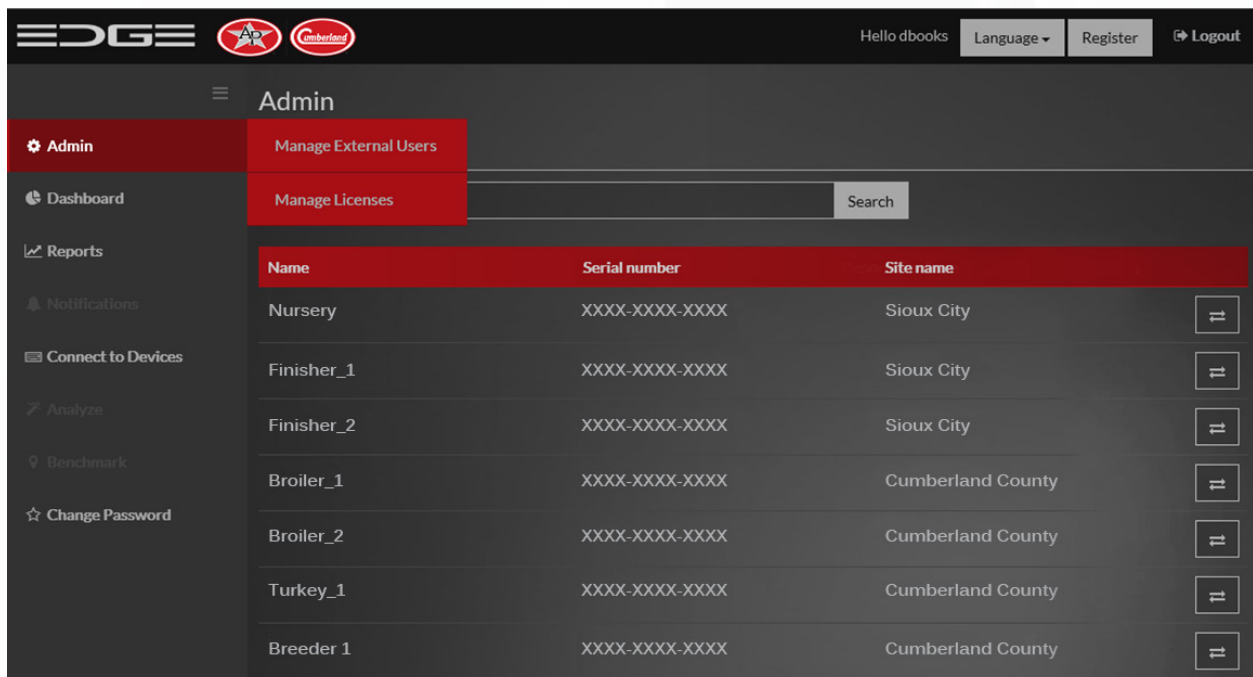 EDGE AP Cumberland Hello dbooks Language Register Logout
Admin
Admin
Manage External Users
Dashboard
Manage Licenses
Search
Reports
Name Serial number Site name
Notifications
Nursery XXXX-XXXX-XXXX Sioux City
Connect to Devices
Finisher_1 XXXX-XXXX-XXXX Sioux City
Analyze
Finisher_2 XXXX-XXXX-XXXX Sioux City
Benchmark
Broiler_1 XXXX-XXXX-XXXX Cumberland County
Change Password
Broiler_2 XXXX-XXXX-XXXX Cumberland County
Turkey_1 XXXX-XXXX-XXXX Cumberland County
Breeder 1 XXXX-XXXX-XXXX Cumberland County